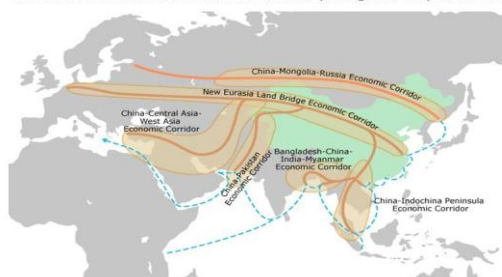 China-Mongolia-Russia Economic Corridor
New Eurasia Land Bridge Economic Corridor
China-Central Asia-
West Asia
Economic Corridor
China-Pakistan
Economic Corridor
Bangladesh-China-
India-Myanmar
Economic Corridor
China-Indochina Peninsula
Economic Corridor